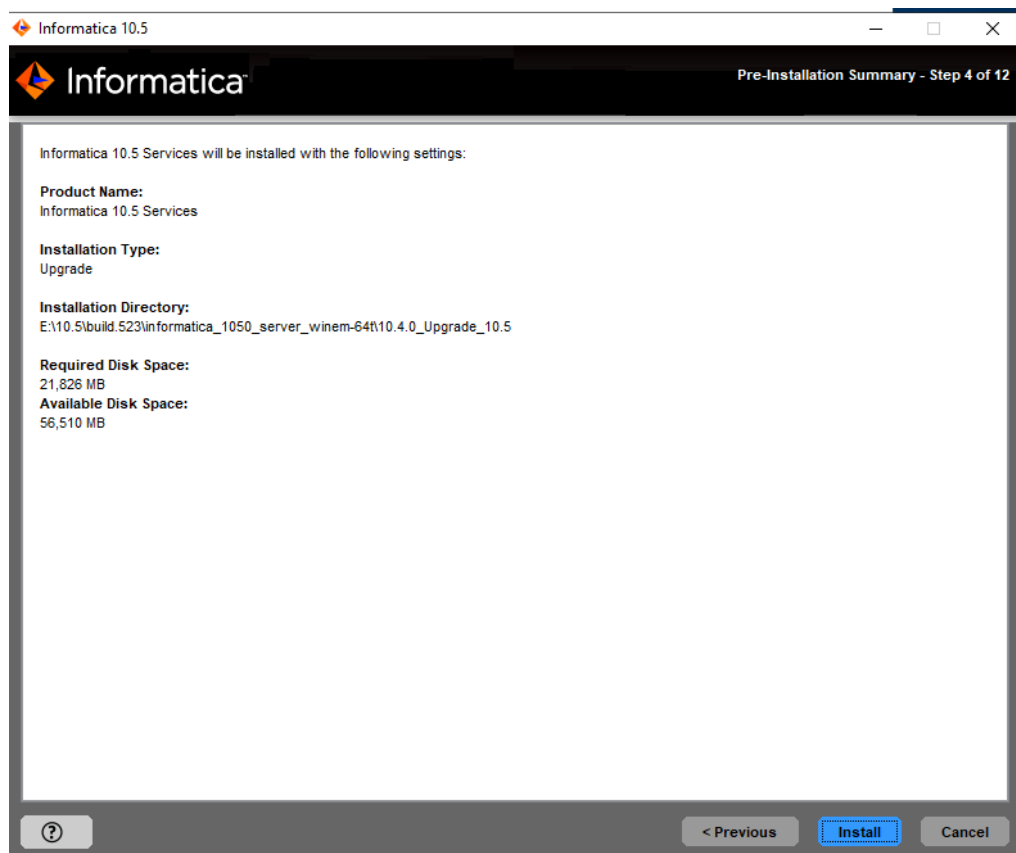 Informatica 10.5
Informatica
Pre-Installation Summary - Step 4 of 12
Informatica 10.5 Services will be installed with the following settings:
Product Name:
Informatica 10.5 Services
Installation Type:
Upgrade
Installation Directory:
E:\10.5\build.523\informatica_1050_server_winem-64t\10.4.0_Upgrade_10.5
Required Disk Space:
21,826 MB
Available Disk Space:
56,510 MB
?
< Previous
Install
Cancel